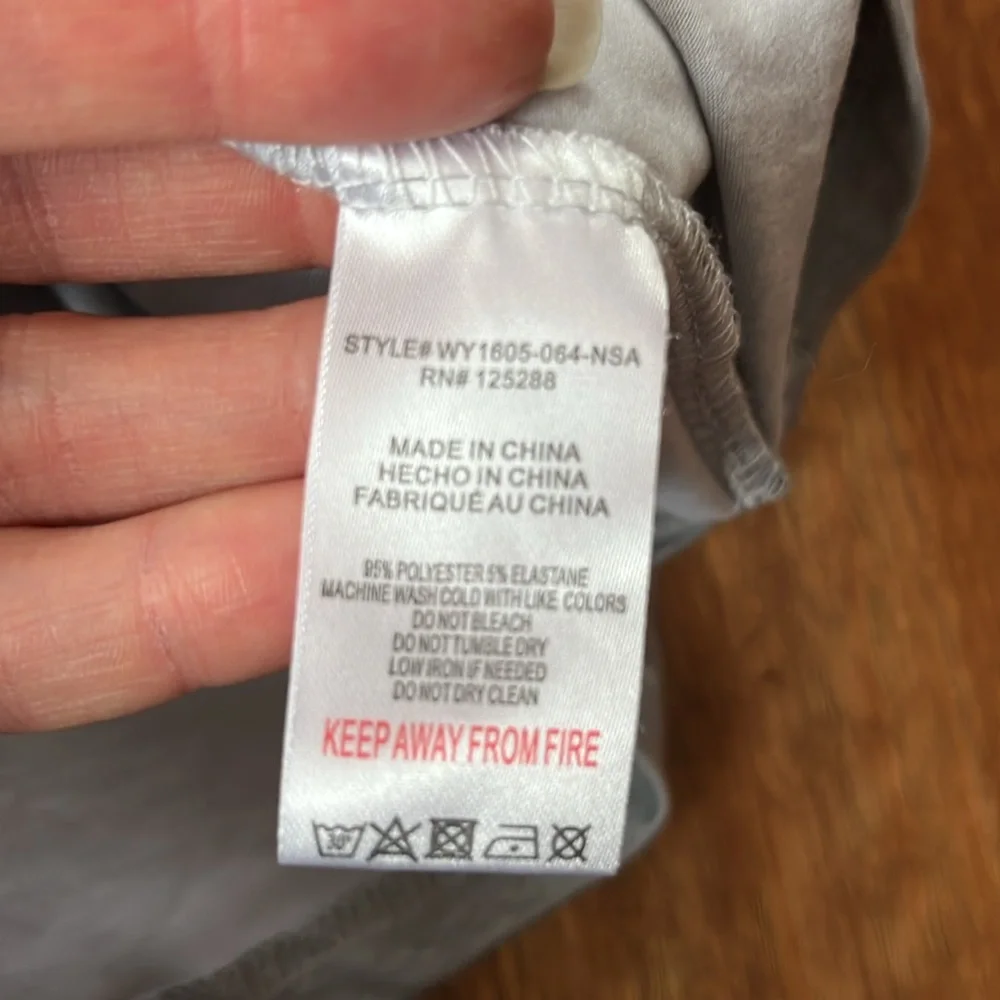 STYLE# WY1605-064-NSA
RN# 125288
MADE IN CHINA
HECHO IN CHINA
FABRIQUÉ AU CHINA
95% POLYESTER 5% ELASTANE
MACHINE WASH COLD WITH LIKE COLORS
DO NOT BLEACH
DO NOT TUMBLE DRY
LOW IRON IF NEEDED
DO NOT DRY CLEAN
KEEP AWAY FROM FIRE
30°